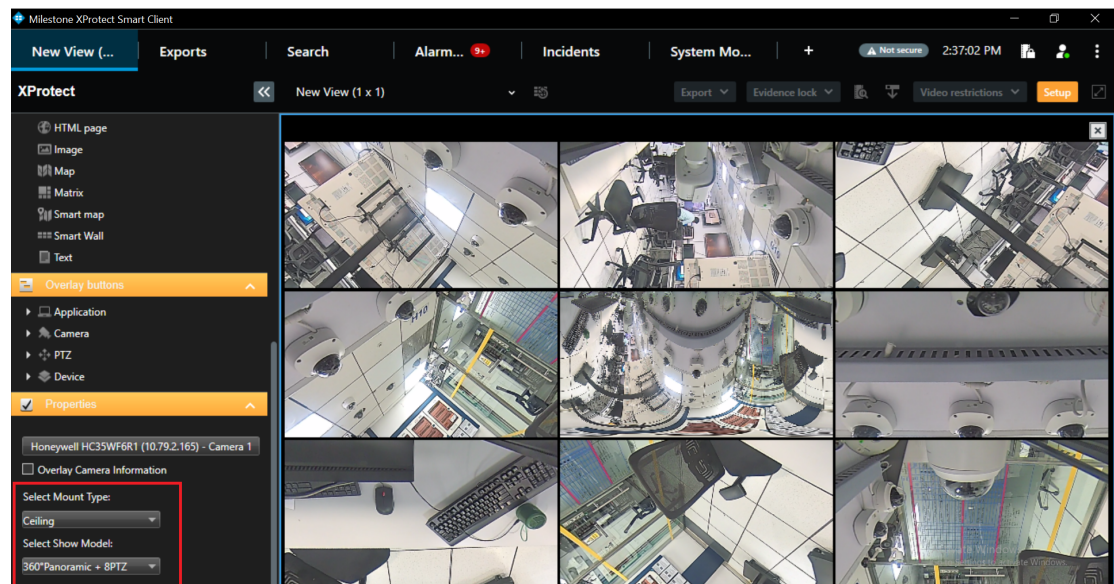 Milestone XProtect Smart Client
New View (...
Exports
Search
Alarm... 9+
Incidents
System Mo...
+
Not secure
2:37:02 PM
XProtect
New View (1 x 1)
Export
Evidence lock
Video restrictions
Setup
HTML page
Image
Map
Matrix
Smart map
Smart Wall
Text
Overlay buttons
Application
Camera
PTZ
Device
Properties
Honeywell HC35WF6R1 (10.79.2.165) - Camera 1
Overlay Camera Information
Select Mount Type:
Ceiling
Select Show Model:
360°Panoramic + 8PTZ
H10